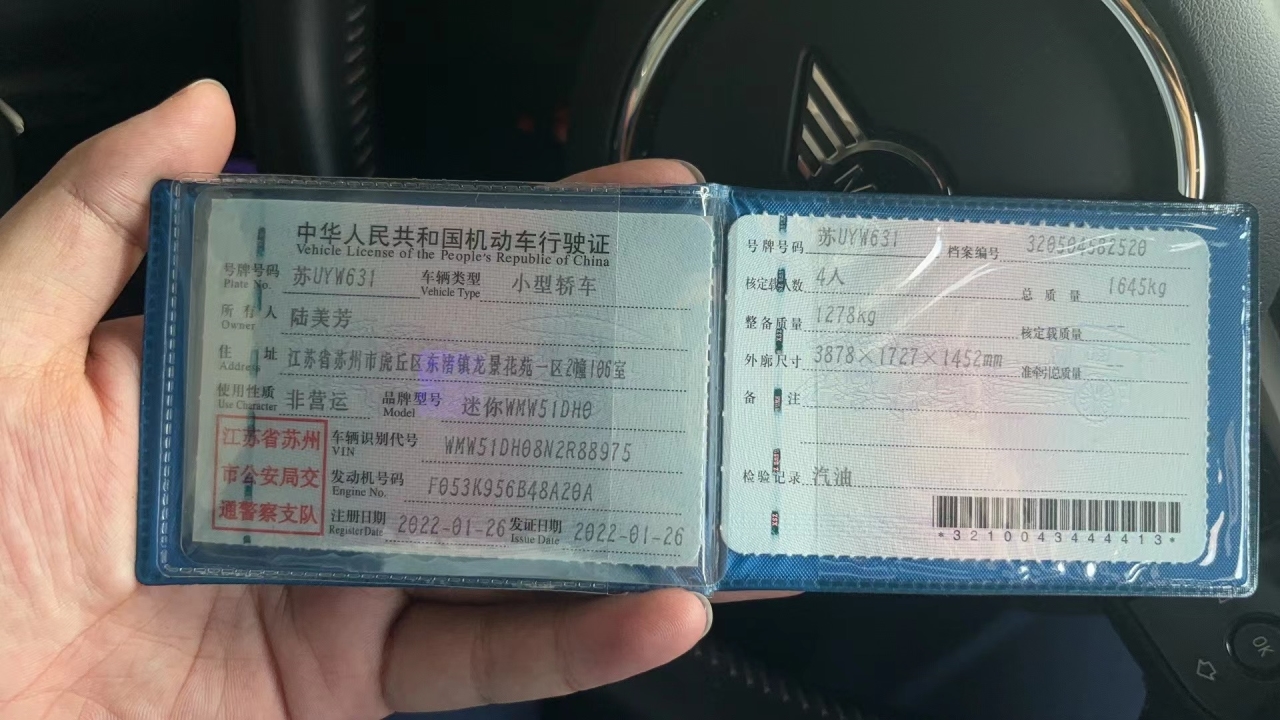 中华人民共和国机动车行驶证
Vehicle License of the People's Republic of China
号牌号码 苏UYW631 车辆类型 小型轿车
Plate No. Vehicle Type
所有人 陆美芳
Owner
住址 江苏省苏州市虎丘区东渚镇龙景花苑一区2幢106室
Address
使用性质 非营运 品牌型号 迷你WMW51DH0
Use Character Model
江苏省苏州
市公安局交
通警察支队
车辆识别代号 WMW51DH08N2R88975
VIN
发动机号码 F053K956B48A20A
Engine No.
注册日期 2022-01-26 发证日期 2022-01-26
Register Date Issue Date
号牌号码 苏UYW631 档案编号 320504582520
核定载人数 4人 总质量 1645kg
整备质量 1278kg 核定载质量 --
外廓尺寸 3878×1727×1452mm 准牵引总质量 --
备注
检验记录 汽油
*3210043444413*
OK